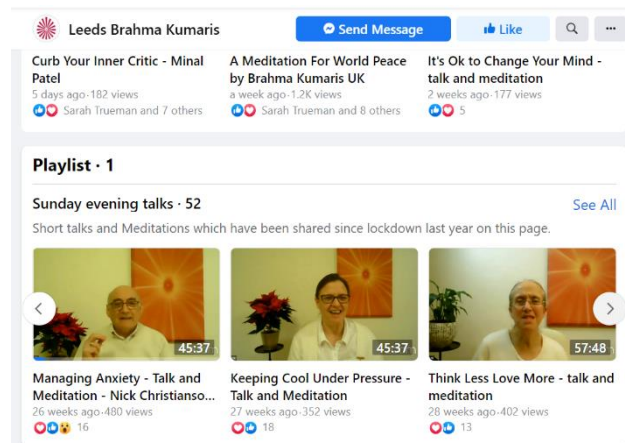 Leeds Brahma Kumaris
Send Message
Like
Curb Your Inner Critic - Minal
Patel
5 days ago·182 views
Sarah Trueman and 7 others
A Meditation For World Peace
by Brahma Kumaris UK
a week ago·1.2K views
Sarah Trueman and 8 others
It's Ok to Change Your Mind -
talk and meditation
2 weeks ago·177 views
5
Playlist · 1
Sunday evening talks · 52
See All
Short talks and Meditations which have been shared since lockdown last year on this page.
45:37
45:37
57:48
Managing Anxiety - Talk and
Meditation - Nick Christianso...
26 weeks ago·480 views
16
Keeping Cool Under Pressure -
Talk and Meditation
27 weeks ago·352 views
18
Think Less Love More - talk and
meditation
28 weeks ago·402 views
13